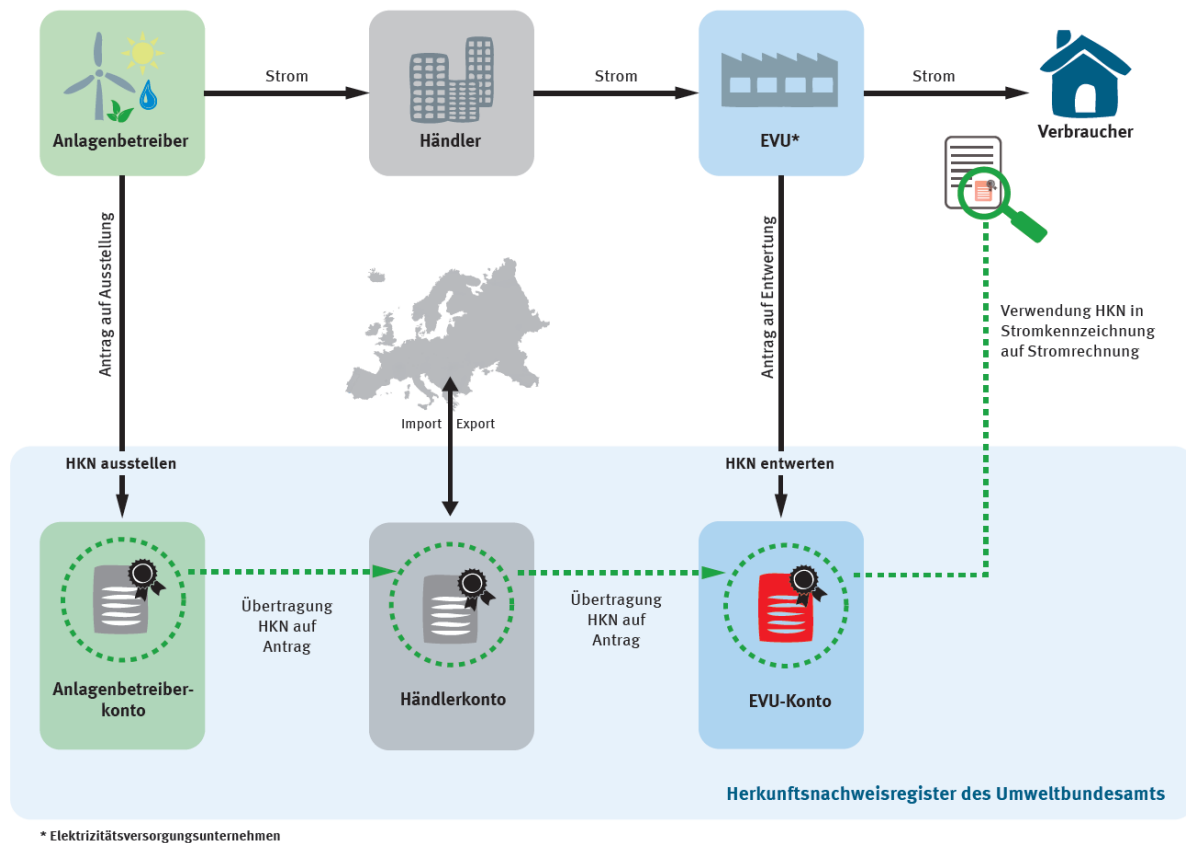 Strom
Strom
Strom
Anlagenbetreiber
Händler
EVU*
Verbraucher
Antrag auf Ausstellung
Antrag auf Entwertung
Verwendung HKN in
Stromkennzeichnung
auf Stromrechnung
Import
Export
HKN ausstellen
HKN entwerten
Übertragung
HKN auf
Antrag
Übertragung
HKN auf
Antrag
Anlagenbetreiber-
konto
Händlerkonto
EVU-Konto
Herkunftsnachweisregister des Umweltbundesamts
* Elektrizitätsversorgungsunternehmen